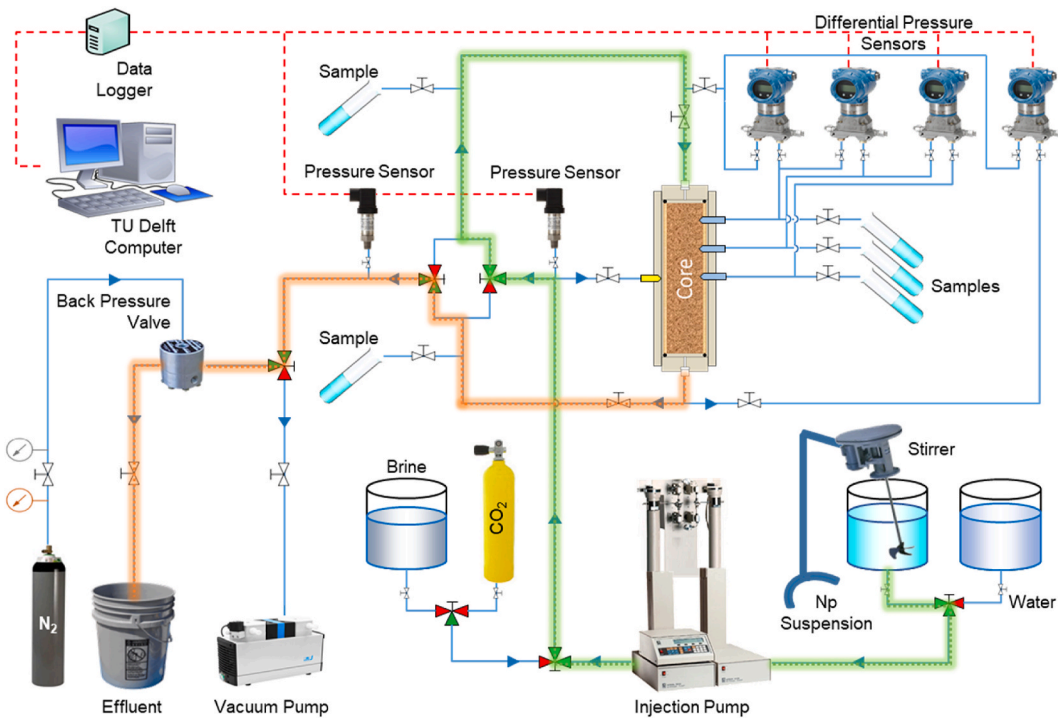 Differential Pressure
Sensors
Data
Logger
Sample
Pressure Sensor
Pressure Sensor
TU Delft
Computer
Back Pressure
Valve
Core
Samples
Sample
Stirrer
Brine
CO2
Np
Suspension
Water
N2
Effluent
Vacuum Pump
Injection Pump